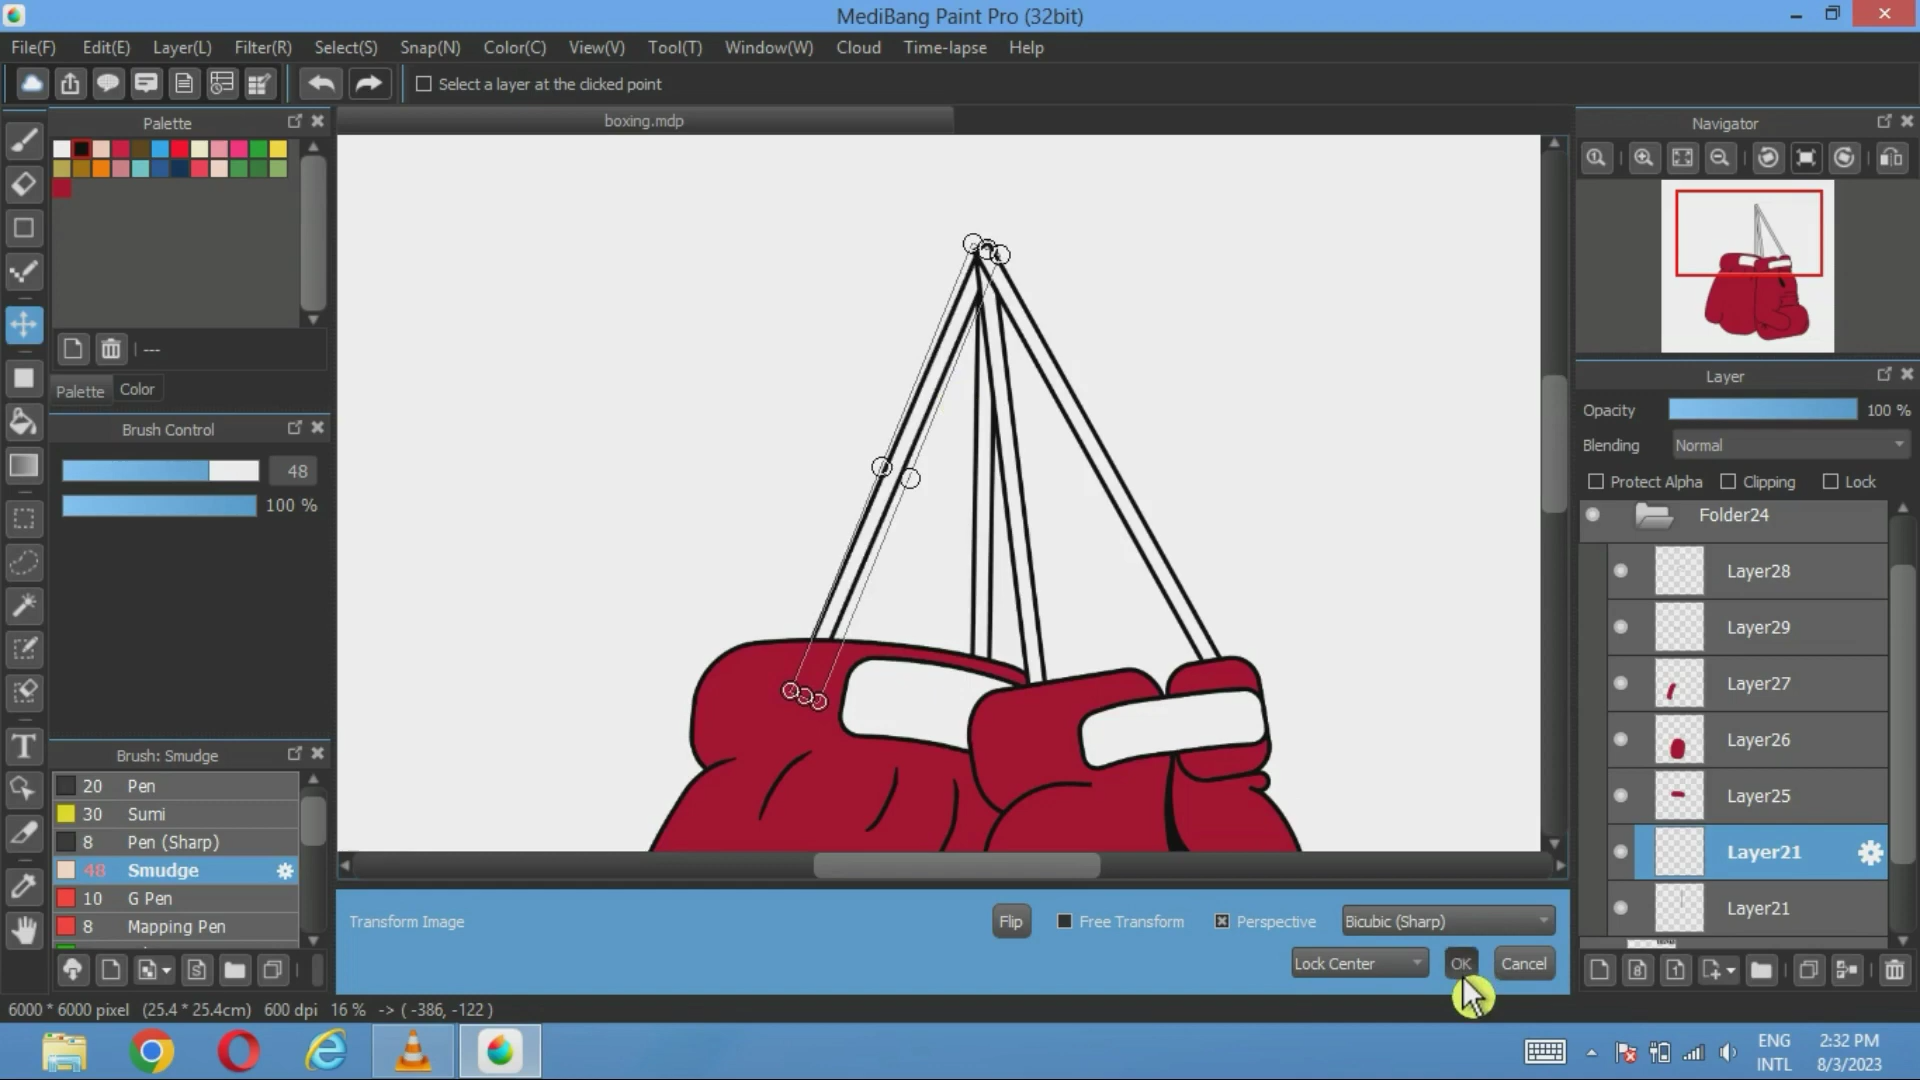 MediBang Paint Pro (32bit)
File(F) Edit(E) Layer(L) Filter(R) Select(S) Snap(N) Color(C) View(V) Tool(T) Window(W) Cloud Time-lapse Help
Select a layer at the clicked point
Palette
boxing.mdp
Navigator
---
Palette Color
Layer
Opacity 100 %
Brush Control
Blending Normal
48
Protect Alpha Clipping Lock
100 %
Folder24
Layer28
Layer29
Layer27
Layer26
Brush: Smudge
20 Pen
Layer25
30 Sumi
8 Pen (Sharp)
Layer21
48 Smudge
10 G Pen
Layer21
8 Mapping Pen
Transform Image Flip Free Transform Perspective Bicubic (Sharp)
Lock Center OK Cancel
6000 * 6000 pixel (25.4 * 25.4cm) 600 dpi 16 % -> ( -386, -122 )
ENG 2:32 PM
INTL 8/3/2023